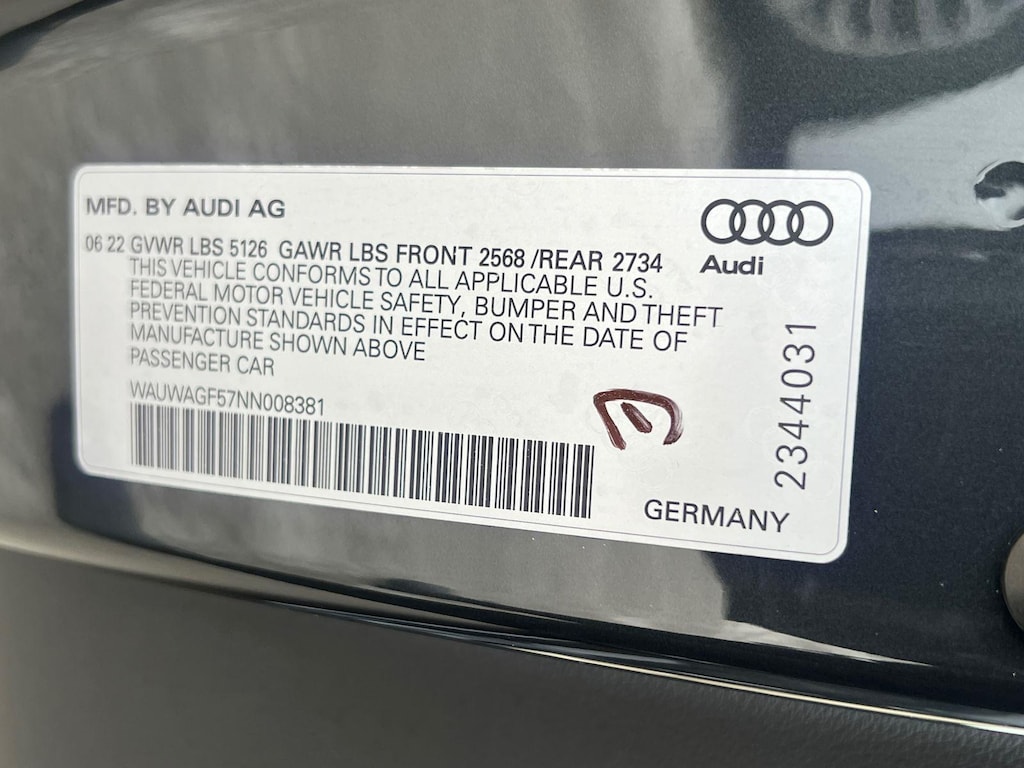 MFD. BY AUDI AG
06 22 GVWR LBS 5126 GAWR LBS FRONT 2568 /REAR 2734
THIS VEHICLE CONFORMS TO ALL APPLICABLE U.S.
FEDERAL MOTOR VEHICLE SAFETY, BUMPER AND THEFT
PREVENTION STANDARDS IN EFFECT ON THE DATE OF
MANUFACTURE SHOWN ABOVE
PASSENGER CAR
WAUWAGF57NN008381
Audi
2344031
GERMANY